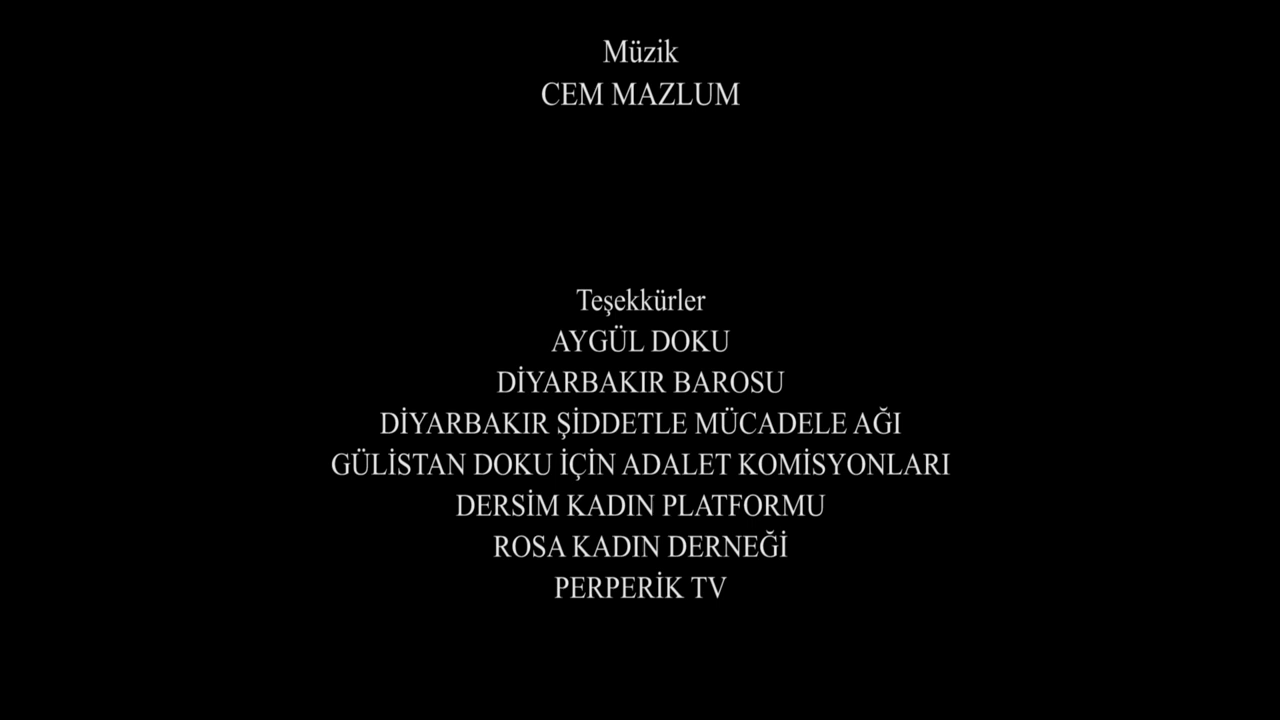 Müzik
CEM MAZLUM
Teşekkürler
AYGÜL DOKU
DİYARBAKIR BAROSU
DİYARBAKIR ŞİDDETLE MÜCADELE AĞI
GÜLİSTAN DOKU İÇİN ADALET KOMİSYONLARI
DERSİM KADIN PLATFORMU
ROSA KADIN DERNEĞİ
PERPERİK TV